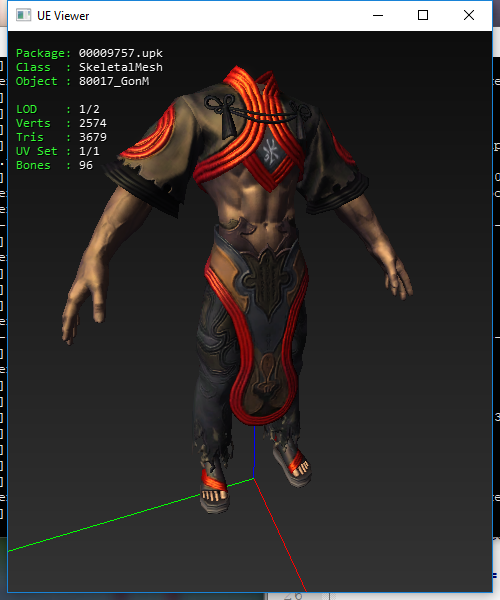 UE Viewer
Package: 00009757.upk
Class : SkeletalMesh
Object : 80017_GonM
LOD : 1/2
Verts : 2574
Tris : 3679
UV Set : 1/1
Bones : 96